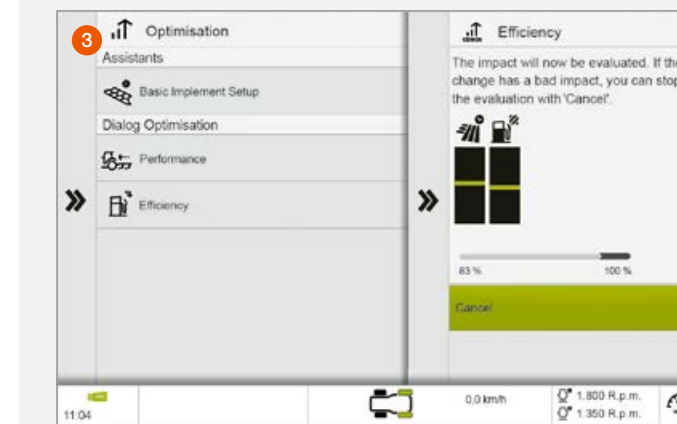 3
Optimisation
Assistants
Basic Implement Setup
Dialog Optimisation
Performance
Efficiency
Efficiency
The impact will now be evaluated. If the
change has a bad impact, you can stop
the evaluation with 'Cancel'.
83 %
100 %
Cancel
11:04
0,0 km/h
1.800 R.p.m.
1.350 R.p.m.